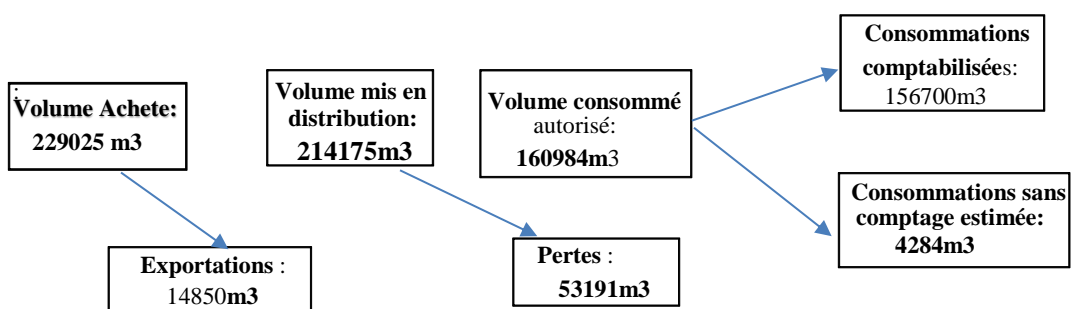 :
Volume Achete:
229025 m3
Exportations :
14850m3
Volume mis en
distribution:
214175m3
Pertes :
53191m3
Volume consommé
autorisé:
160984m3
Consommations
comptabilisées:
156700m3
Consommations sans
comptage estimée:
4284m3